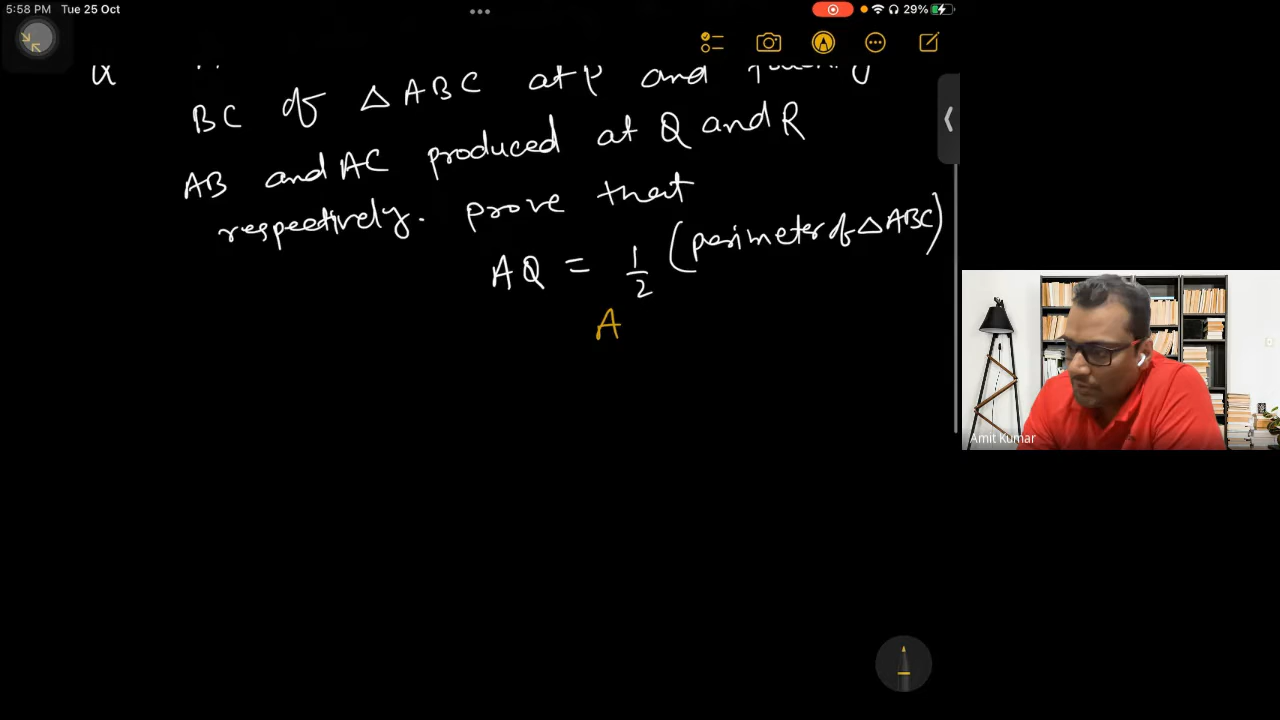 5:58 PM Tue 25 Oct
29%
BC of △ABC at P and
AB and AC produced at Q and R
respectively. prove that
AQ = 1/2 (perimeter of △ABC)
A
Amit Kumar